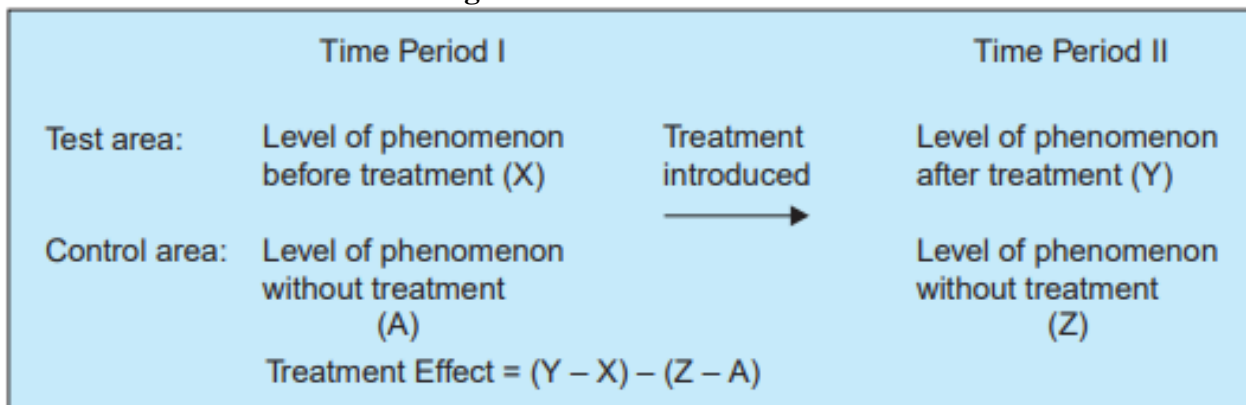 Time Period I Time Period II
Test area: Level of phenomenon Treatment Level of phenomenon
before treatment (X) introduced after treatment (Y)
Control area: Level of phenomenon Level of phenomenon
without treatment without treatment
(A) (Z)
Treatment Effect = (Y – X) – (Z – A)